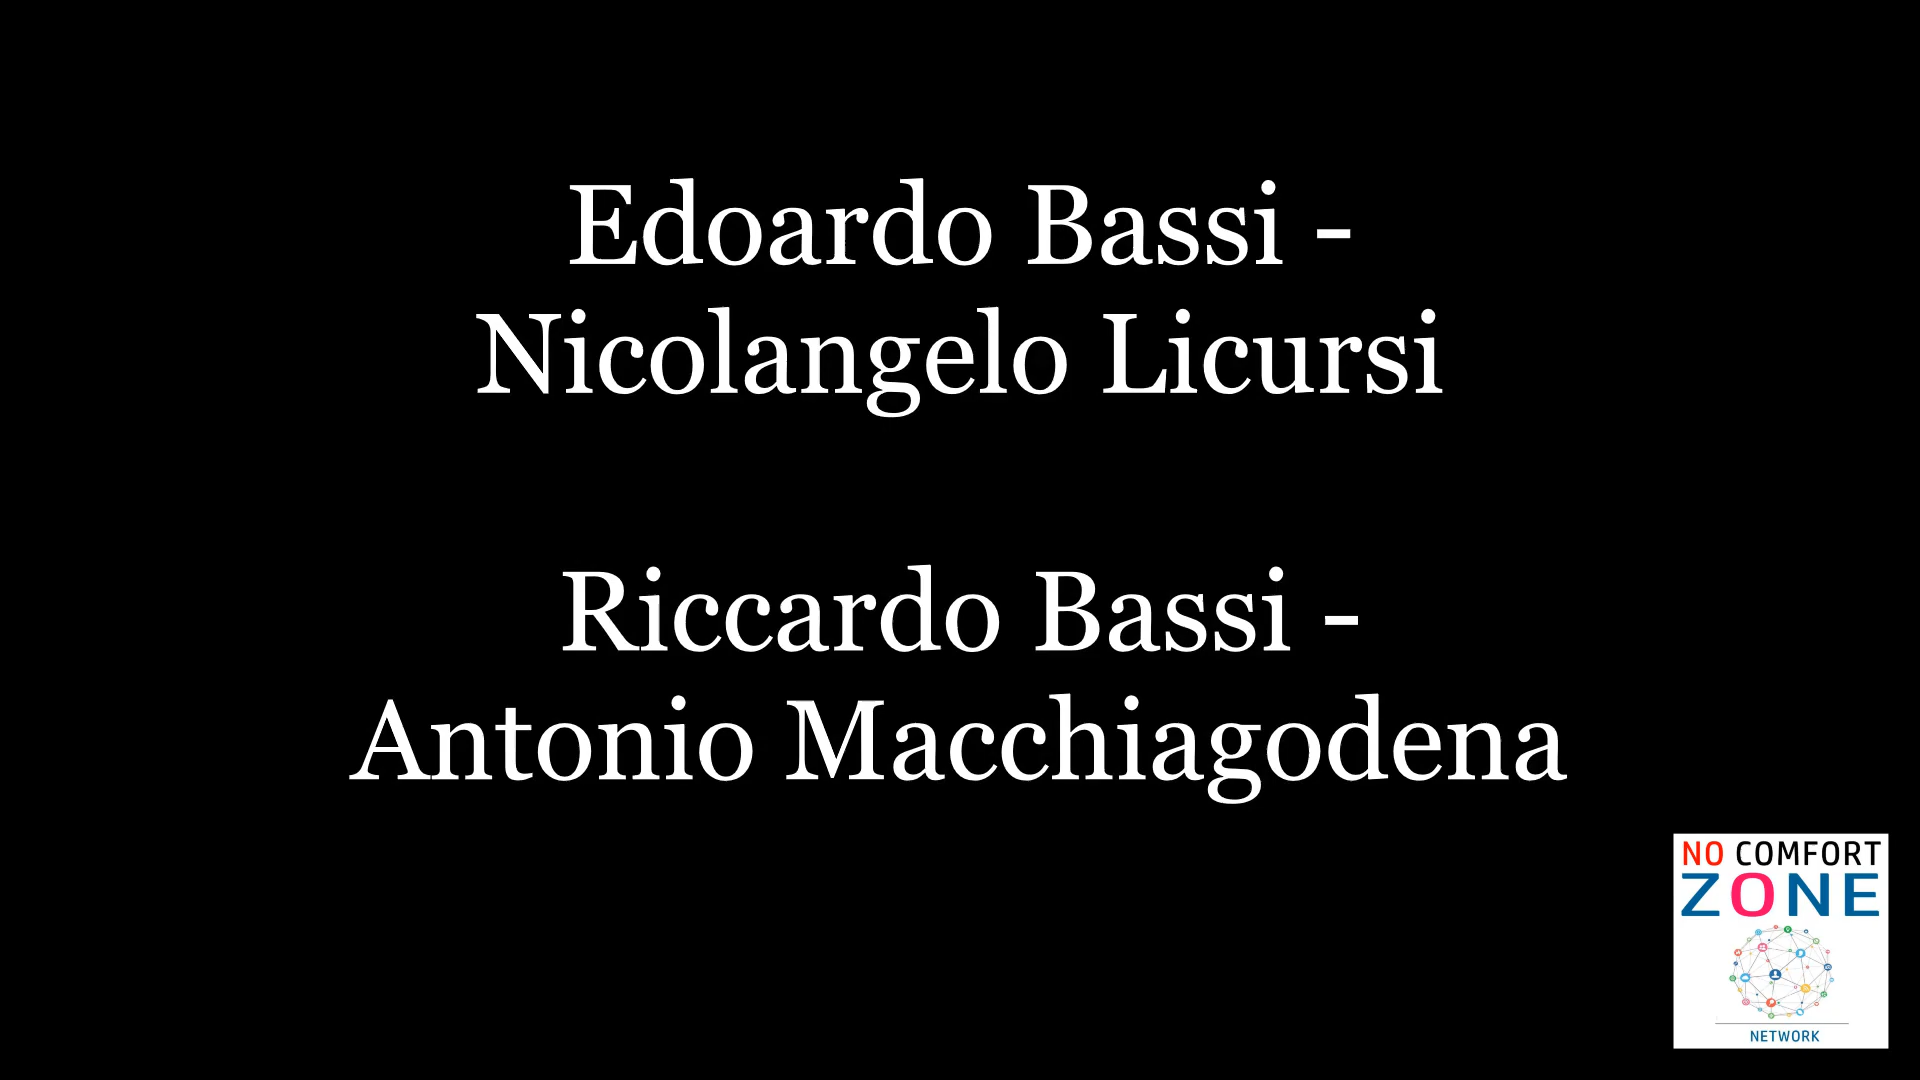 Edoardo Bassi -
Nicolangelo Licursi
Riccardo Bassi -
Antonio Macchiagodena
NO COMFORT
ZONE
NETWORK